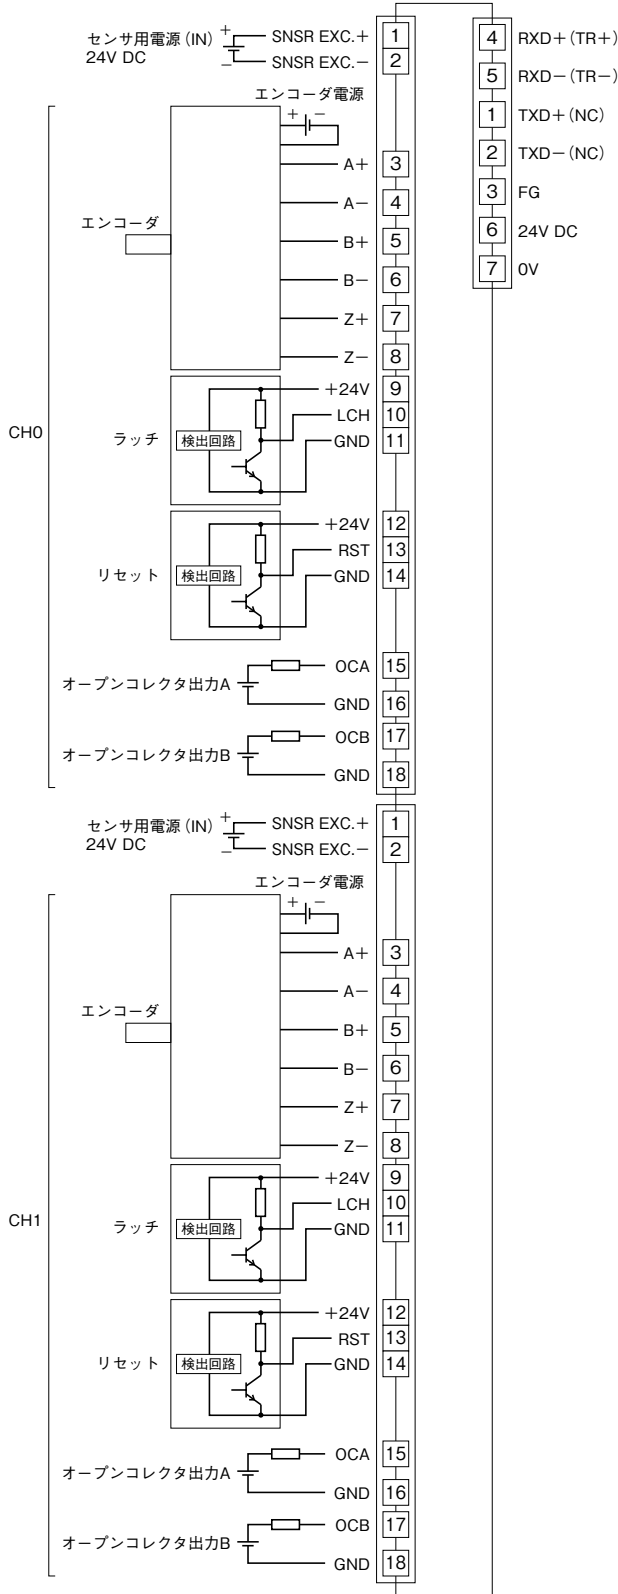 センサ用電源（IN） + SNSR EXC.+ 1
24V DC − SNSR EXC.− 2
エンコーダ電源
+ −
A+ 3
A− 4
エンコーダ
B+ 5
B− 6
Z+ 7
Z− 8
+24V 9
LCH 10
CH0 ラッチ 検出回路 GND 11
+24V 12
RST 13
リセット 検出回路 GND 14
OCA 15
オープンコレクタ出力A
GND 16
OCB 17
オープンコレクタ出力B
GND 18
4 RXD+（TR+）
5 RXD−（TR−）
1 TXD+（NC）
2 TXD−（NC）
3 FG
6 24V DC
7 0V
センサ用電源（IN） + SNSR EXC.+ 1
24V DC − SNSR EXC.− 2
エンコーダ電源
+ −
A+ 3
A− 4
エンコーダ
B+ 5
B− 6
Z+ 7
Z− 8
+24V 9
LCH 10
CH1 ラッチ 検出回路 GND 11
+24V 12
RST 13
リセット 検出回路 GND 14
OCA 15
オープンコレクタ出力A
GND 16
OCB 17
オープンコレクタ出力B
GND 18